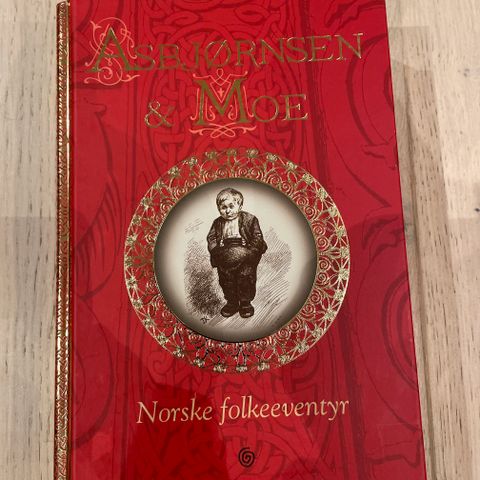 ASBJØRNSEN
& MOE
Norske folkeeventyr